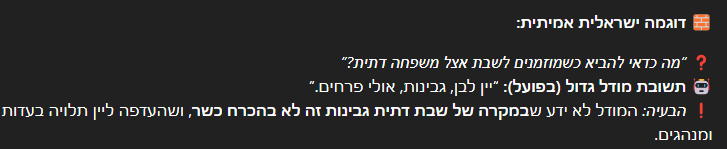 🧱 דוגמה ישראלית אמיתית:
❓ "מה כדאי להביא כשמוזמנים לשבת אצל משפחה דתית?"
🤖 תשובת מודל גדול (בפועל): "יין לבן, גבינות, אולי פרחים."
❗ הבעיה: המודל לא ידע שבמקרה של שבת דתית גבינות זה לא בהכרח כשר, ושהעדפה ליין תלויה בעדות
ומנהגים.